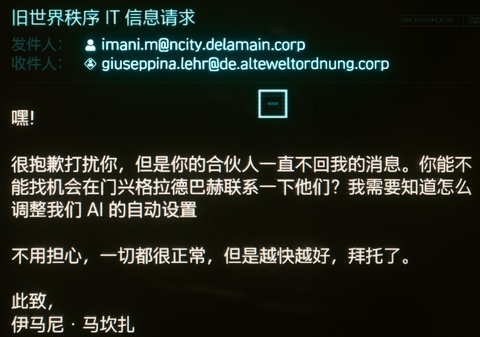 旧世界秩序 IT 信息请求
发件人: imani.m@ncity.delamain.corp
收件人: giuseppina.lehr@de.alteweltordnung.corp
嘿!
很抱歉打扰你，但是你的合伙人一直不回我的消息。你能不
能找机会在门兴格拉德巴赫联系一下他们？我需要知道怎么
调整我们 AI 的自动设置
不用担心，一切都很正常，但是越快越好，拜托了。
此致，
伊马尼 · 马坎扎